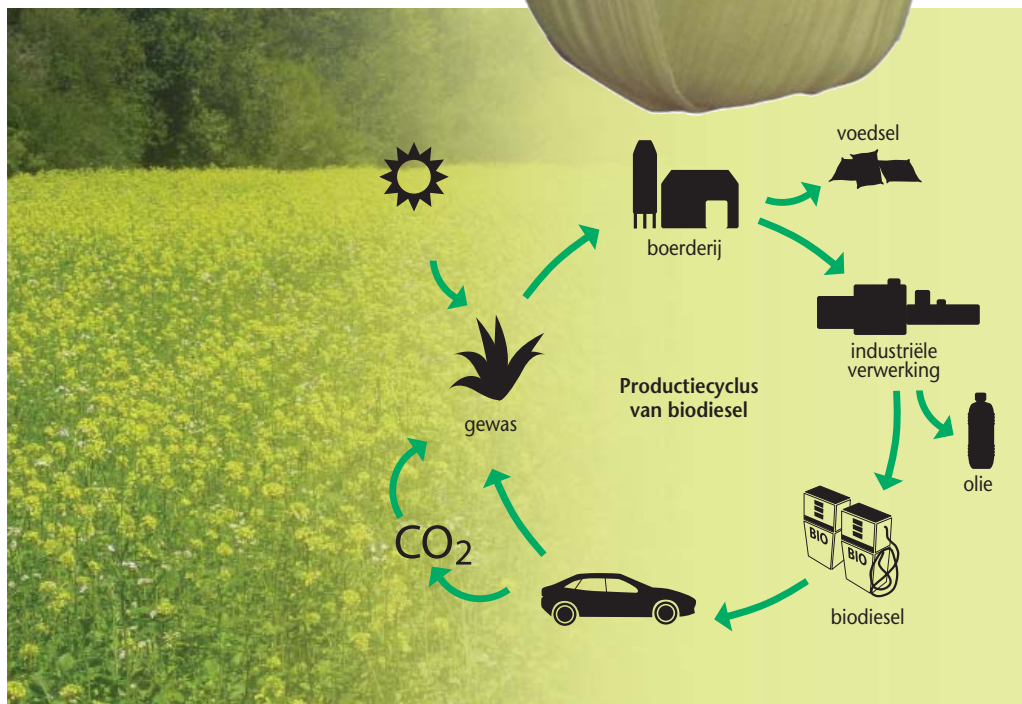 voedsel
boerderij
industriële
verwerking
Productiecyclus
van biodiesel
gewas
olie
CO₂
BIO
BIO
biodiesel